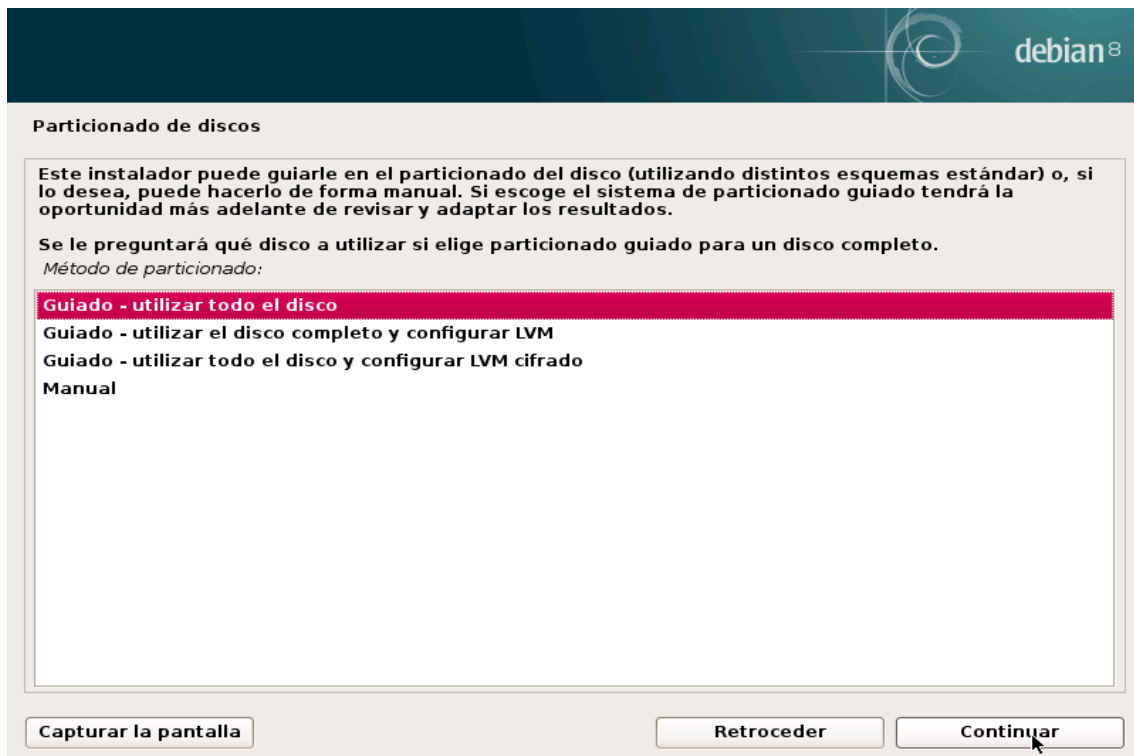 debian 8
Particionado de discos
Este instalador puede guiarle en el particionado del disco (utilizando distintos esquemas estándar) o, si
lo desea, puede hacerlo de forma manual. Si escoge el sistema de particionado guiado tendrá la
oportunidad más adelante de revisar y adaptar los resultados.
Se le preguntará qué disco a utilizar si elige particionado guiado para un disco completo.
Método de particionado:
Guiado - utilizar todo el disco
Guiado - utilizar el disco completo y configurar LVM
Guiado - utilizar todo el disco y configurar LVM cifrado
Manual
Capturar la pantalla
Retroceder
Continuar